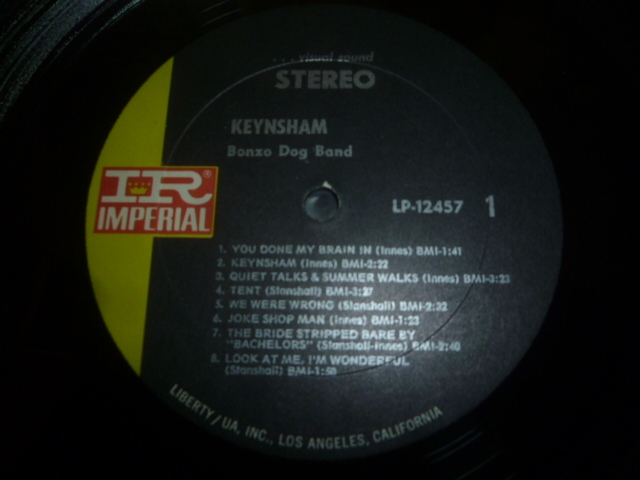 ...visual sound
STEREO
KEYNSHAM
Bonzo Dog Band
IR®
IMPERIAL
LP-12457 1
1. YOU DONE MY BRAIN IN (Innes) BMI-1:41
2. KEYNSHAM (Innes) BMI-2:22
3. QUIET TALKS & SUMMER WALKS (Innes) BMI-3:23
4. TENT (Stanshall) BMI-3:
5. WE WERE WRONG (Stanshall) BMI-2:
6. JOKE SHOP MAN (Innes) BMI-1:23
7. THE BRIDE STRIPPED BARE BY
"BACHELORS" (Stanshall-Innes) BMI-2:40
8. LOOK AT ME, I'M WONDERFUL
(Stanshall) BMI-1:50
LIBERTY/UA, INC., LOS ANGELES, CALIFORNIA